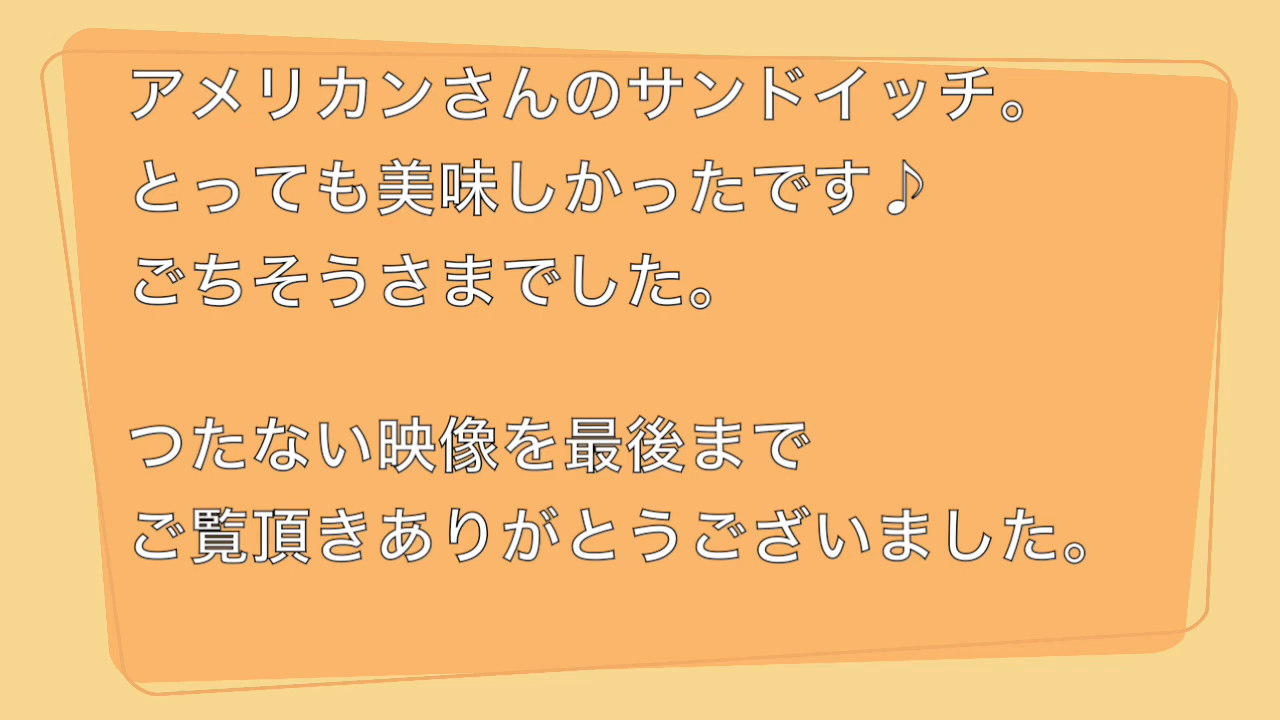 アメリカンさんのサンドイッチ。
とっても美味しかったです♪
ごちそうさまでした。
つたない映像を最後まで
ご覧頂きありがとうございました。